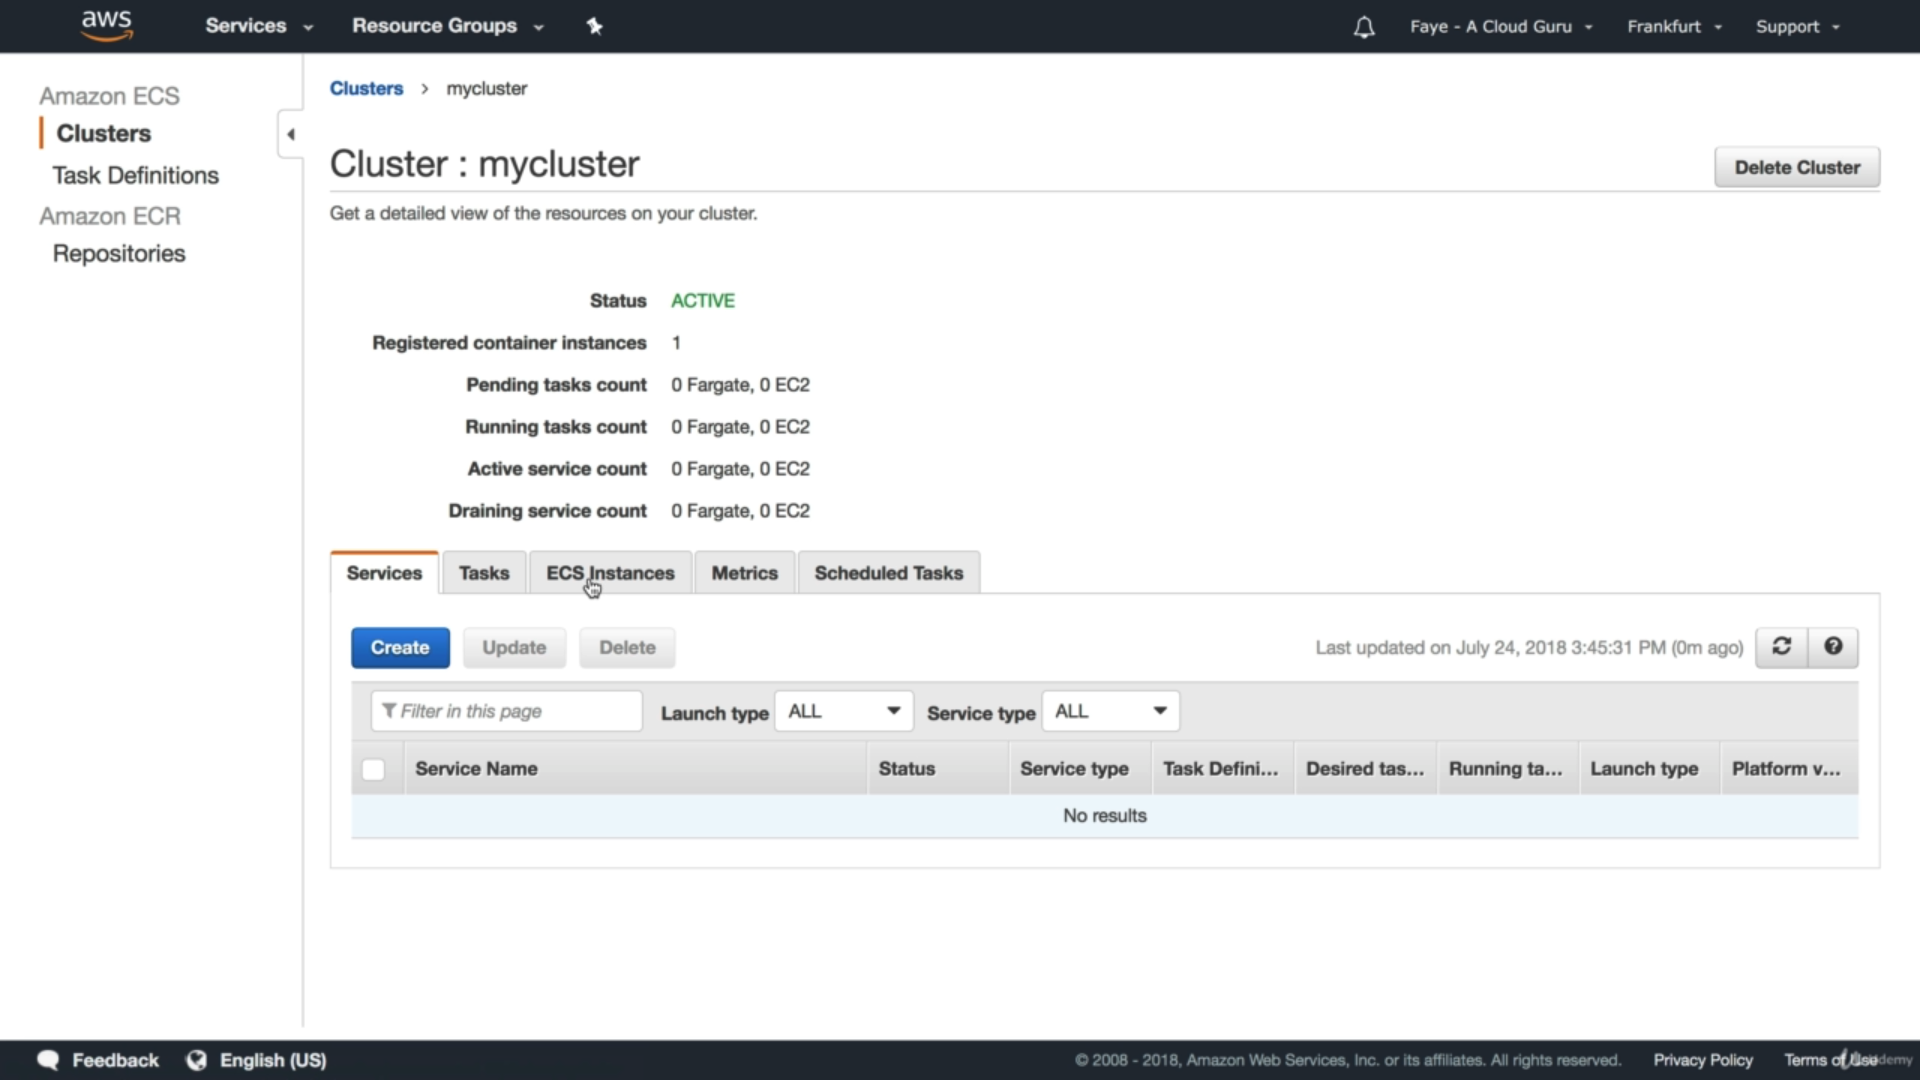 aws Services Resource Groups Faye - A Cloud Guru Frankfurt Support
Amazon ECS
Clusters
Task Definitions
Amazon ECR
Repositories
Clusters > mycluster
Cluster : mycluster
Delete Cluster
Get a detailed view of the resources on your cluster.
Status ACTIVE
Registered container instances 1
Pending tasks count 0 Fargate, 0 EC2
Running tasks count 0 Fargate, 0 EC2
Active service count 0 Fargate, 0 EC2
Draining service count 0 Fargate, 0 EC2
Services Tasks ECS Instances Metrics Scheduled Tasks
Create Update Delete Last updated on July 24, 2018 3:45:31 PM (0m ago)
Filter in this page Launch type ALL Service type ALL
Service Name Status Service type Task Defini... Desired tas... Running ta... Launch type Platform v...
No results
Feedback English (US) © 2008 - 2018, Amazon Web Services, Inc. or its affiliates. All rights reserved. Privacy Policy Terms of Use